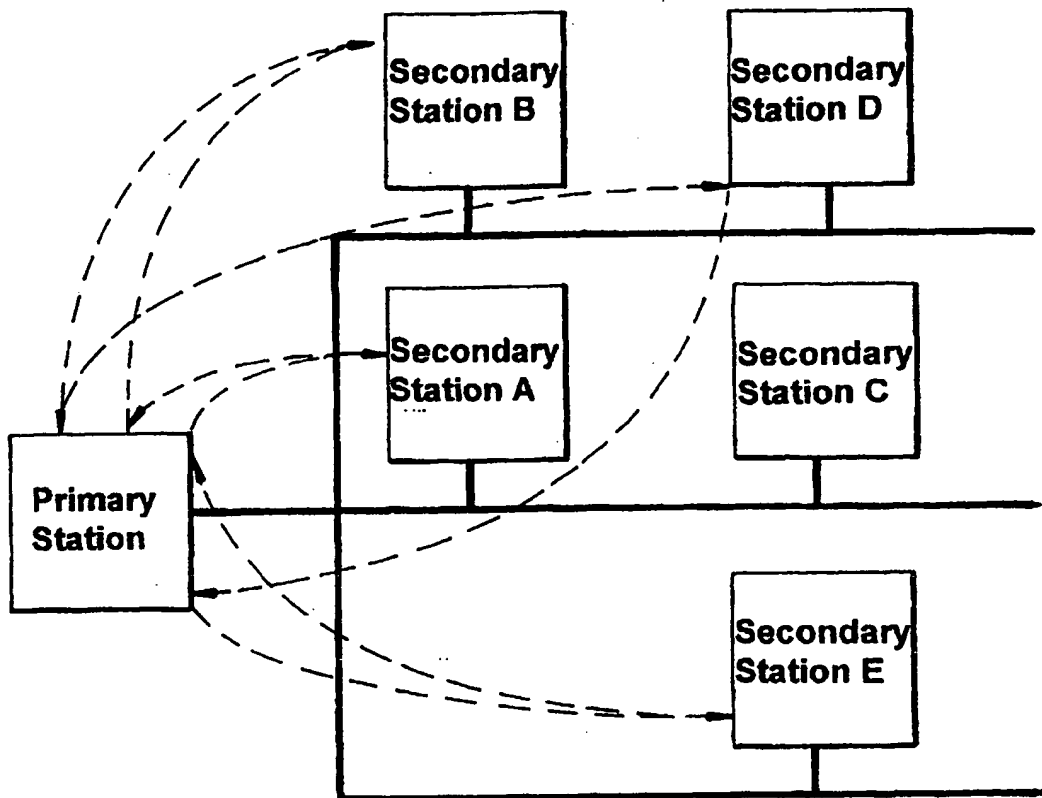 Secondary
Station B
Secondary
Station D
Secondary
Station A
Secondary
Station C
Primary
Station
Secondary
Station E